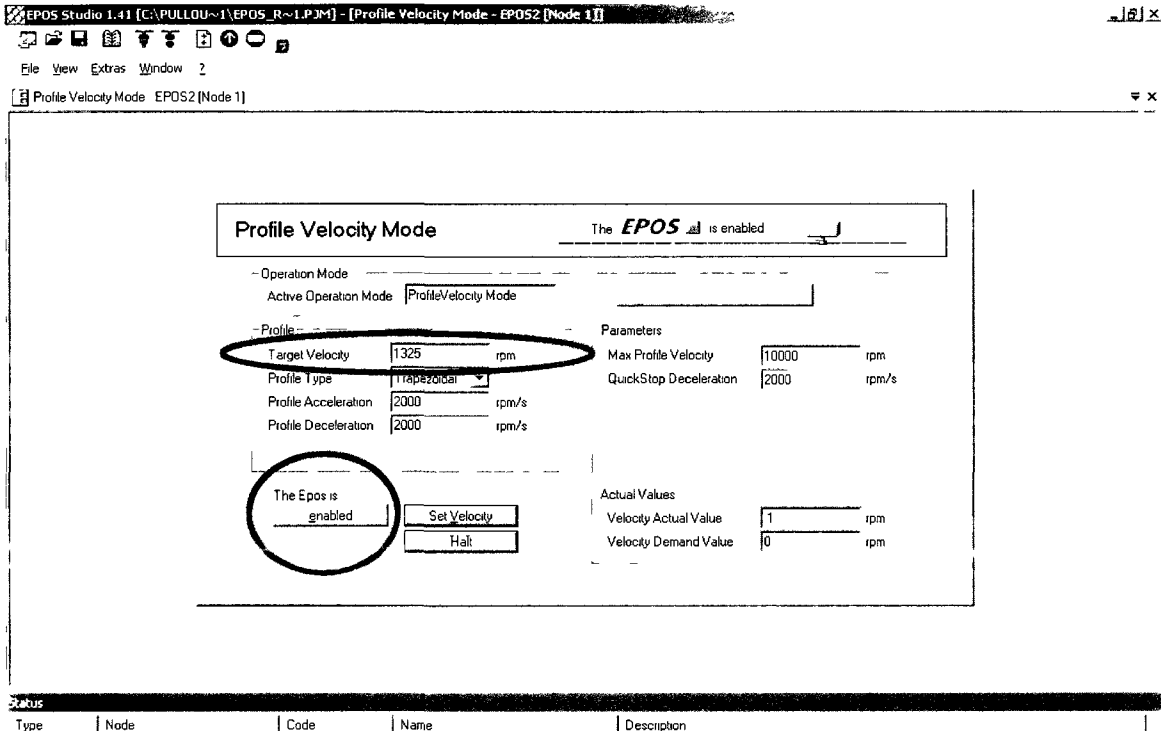 EPOS Studio 1.41 [C:\PULLOU~1\EPOS_R~1.PJM] - [Profile Velocity Mode - EPOS2 [Node 1]]
File View Extras Window ?
Profile Velocity Mode EPOS2 [Node 1]
Profile Velocity Mode
The EPOS is enabled
Operation Mode
Active Operation Mode ProfileVelocity Mode
Profile
Parameters
Target Velocity 1325 rpm
Max Profile Velocity 10000 rpm
Profile Type Trapezoidal
QuickStop Deceleration 2000 rpm/s
Profile Acceleration 2000 rpm/s
Profile Deceleration 2000 rpm/s
The Epos is
enabled
Set Velocity
Halt
Actual Values
Velocity Actual Value 1 rpm
Velocity Demand Value 0 rpm
Status
Type Node Code Name Description